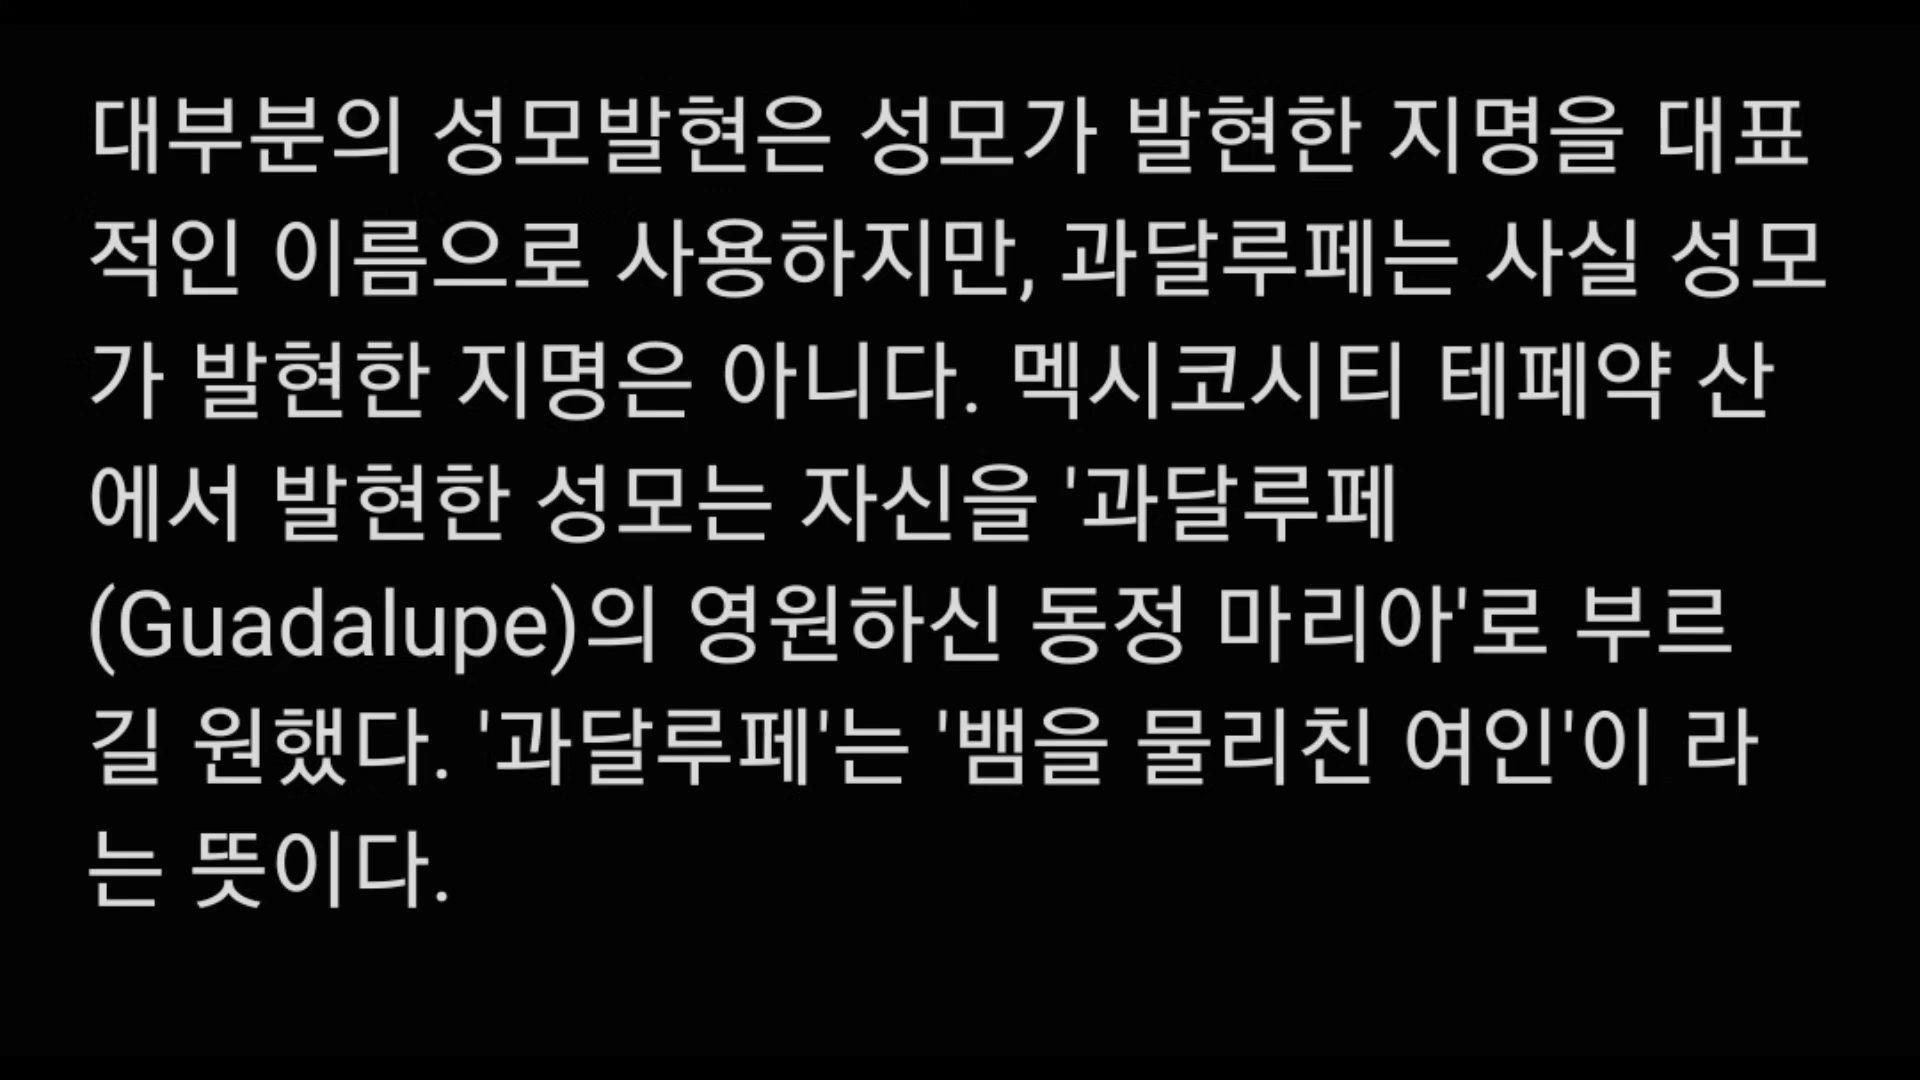 대부분의 성모발현은 성모가 발현한 지명을 대표
적인 이름으로 사용하지만, 과달루페는 사실 성모
가 발현한 지명은 아니다. 멕시코시티 테페약 산
에서 발현한 성모는 자신을 '과달루페
(Guadalupe)의 영원하신 동정 마리아'로 부르
길 원했다. '과달루페'는 '뱀을 물리친 여인'이 라
는 뜻이다.